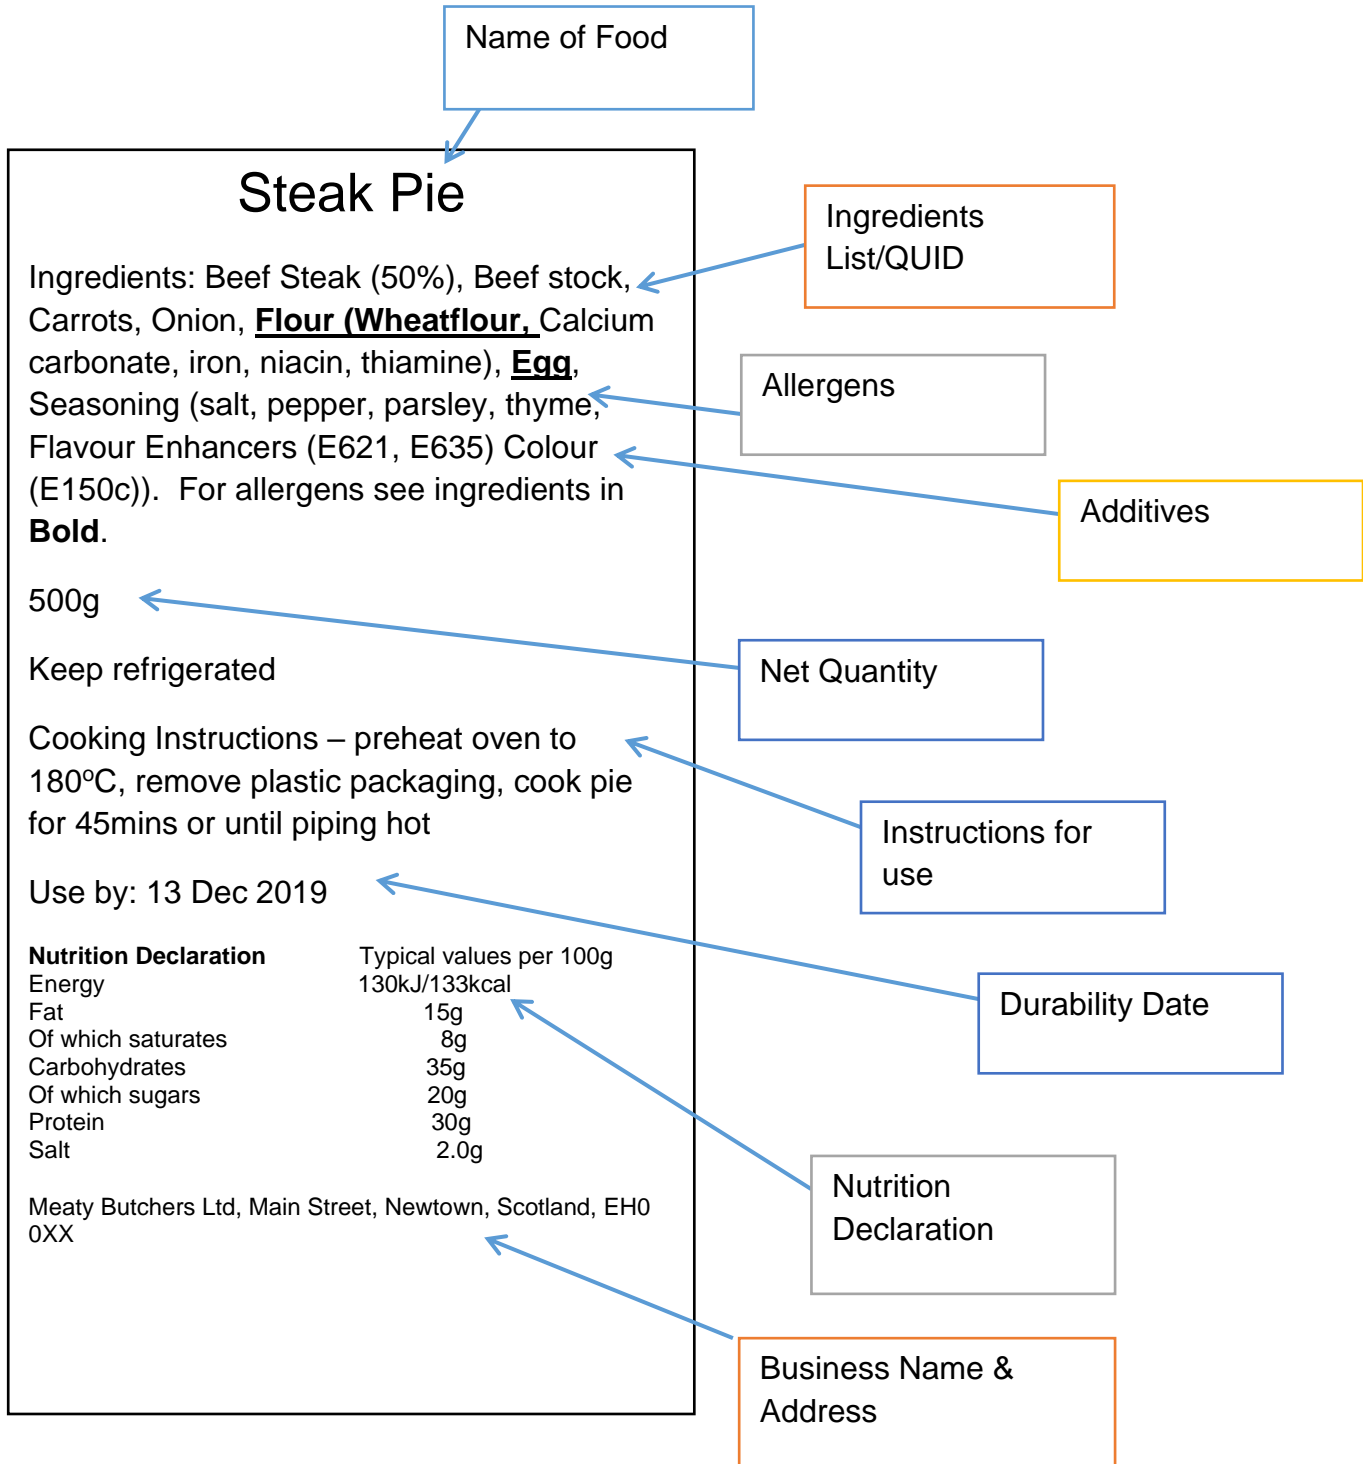 Name of Food
Steak Pie
Ingredients: Beef Steak (50%), Beef stock,
Carrots, Onion, Flour (Wheatflour, Calcium
carbonate, iron, niacin, thiamine), Egg,
Seasoning (salt, pepper, parsley, thyme,
Flavour Enhancers (E621, E635) Colour
(E150c)).  For allergens see ingredients in
Bold.
500g
Keep refrigerated
Cooking Instructions – preheat oven to
180ºC, remove plastic packaging, cook pie
for 45mins or until piping hot
Use by: 13 Dec 2019
Nutrition Declaration Typical values per 100g
Energy 130kJ/133kcal
Fat 15g
Of which saturates 8g
Carbohydrates 35g
Of which sugars 20g
Protein 30g
Salt 2.0g
Meaty Butchers Ltd, Main Street, Newtown, Scotland, EH0
0XX
Ingredients
List/QUID
Allergens
Additives
Net Quantity
Instructions for
use
Durability Date
Nutrition
Declaration
Business Name &
Address